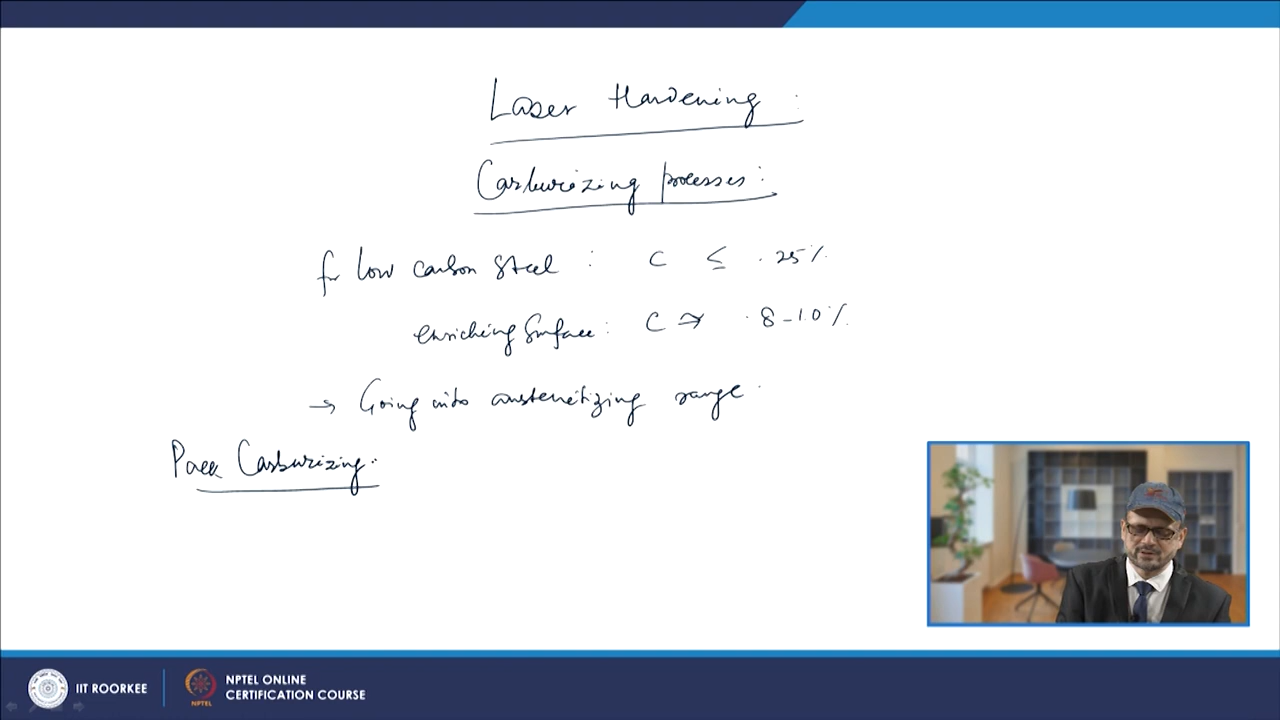 Laser Hardening :
Carburizing processes :
for low carbon steel : C ≤ .25%
enriching surface : C ⇒ .8-1.0%
→ Going into austenitizing range.
Pack Carburizing.
IIT ROORKEE
NPTEL
NPTEL ONLINE
CERTIFICATION COURSE